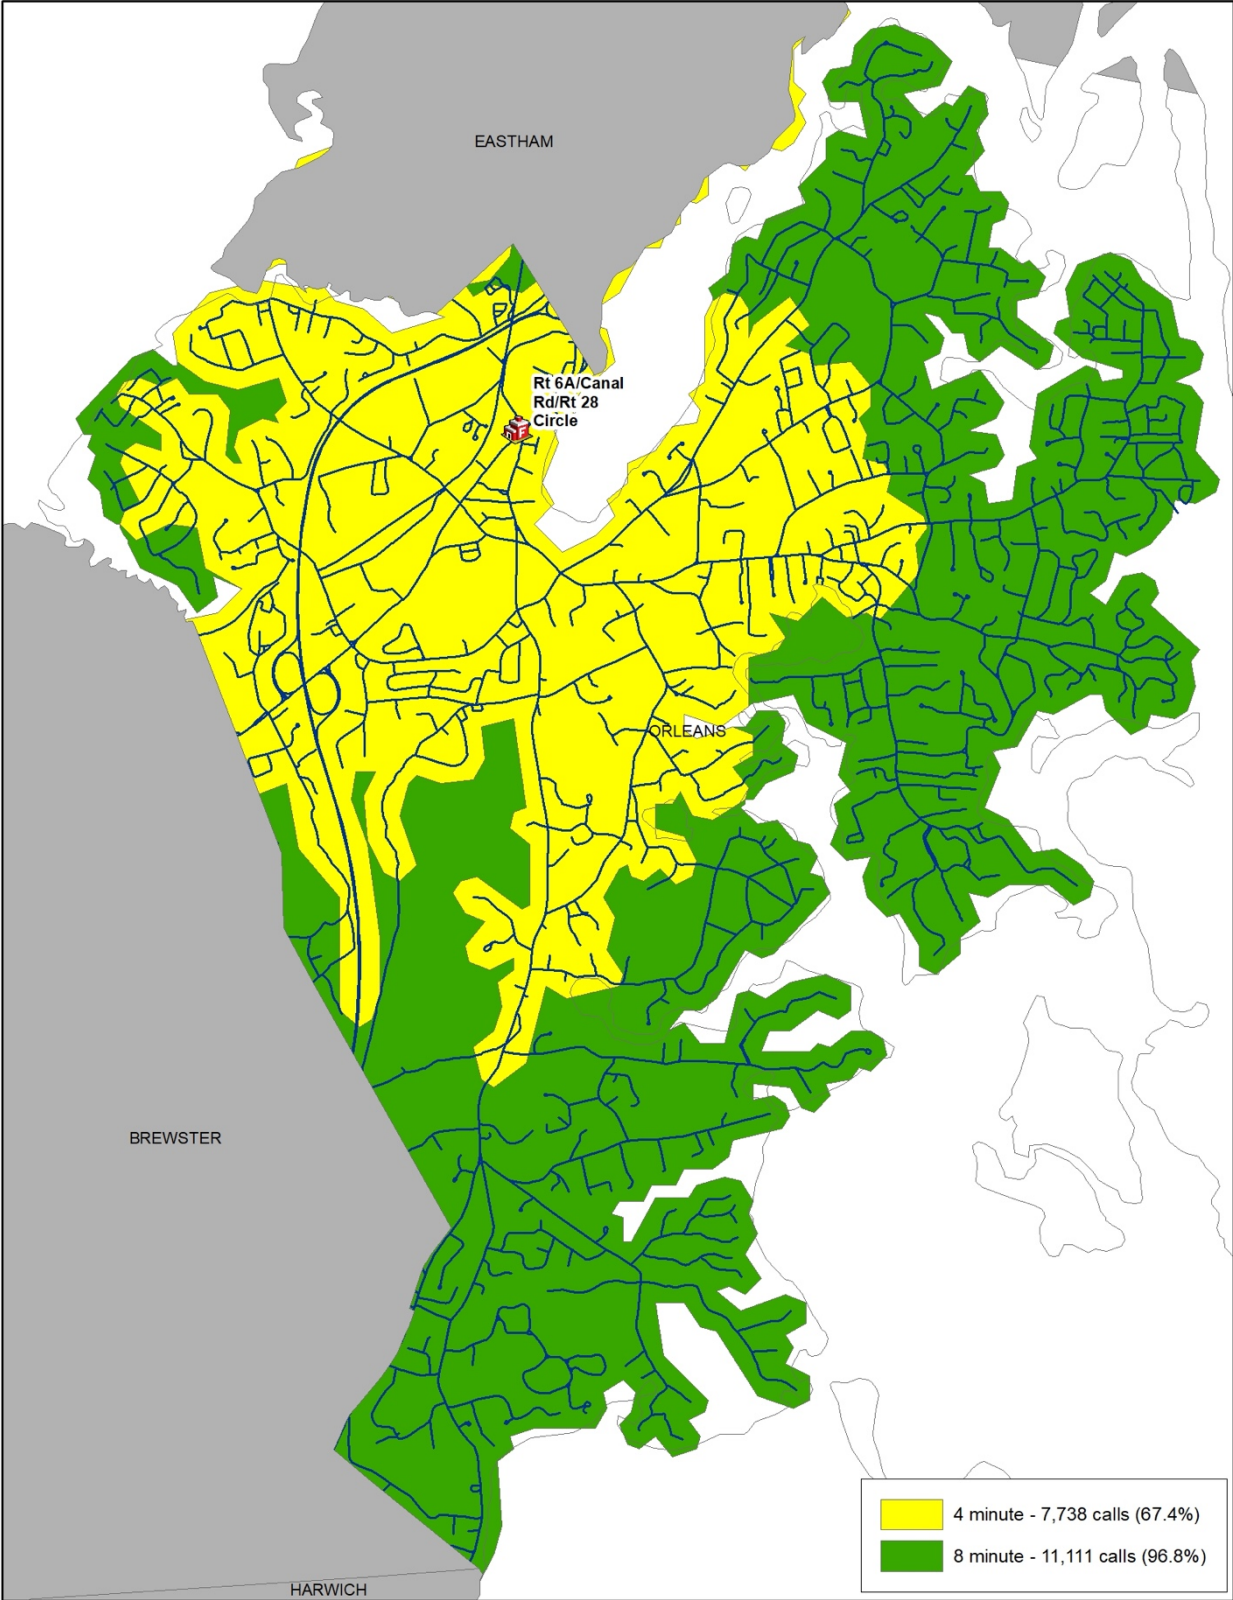 EASTHAM
Rt 6A/Canal
Rd/Rt 28
Circle
F
ORLEANS
BREWSTER
4 minute - 7,738 calls (67.4%)
8 minute - 11,111 calls (96.8%)
HARWICH